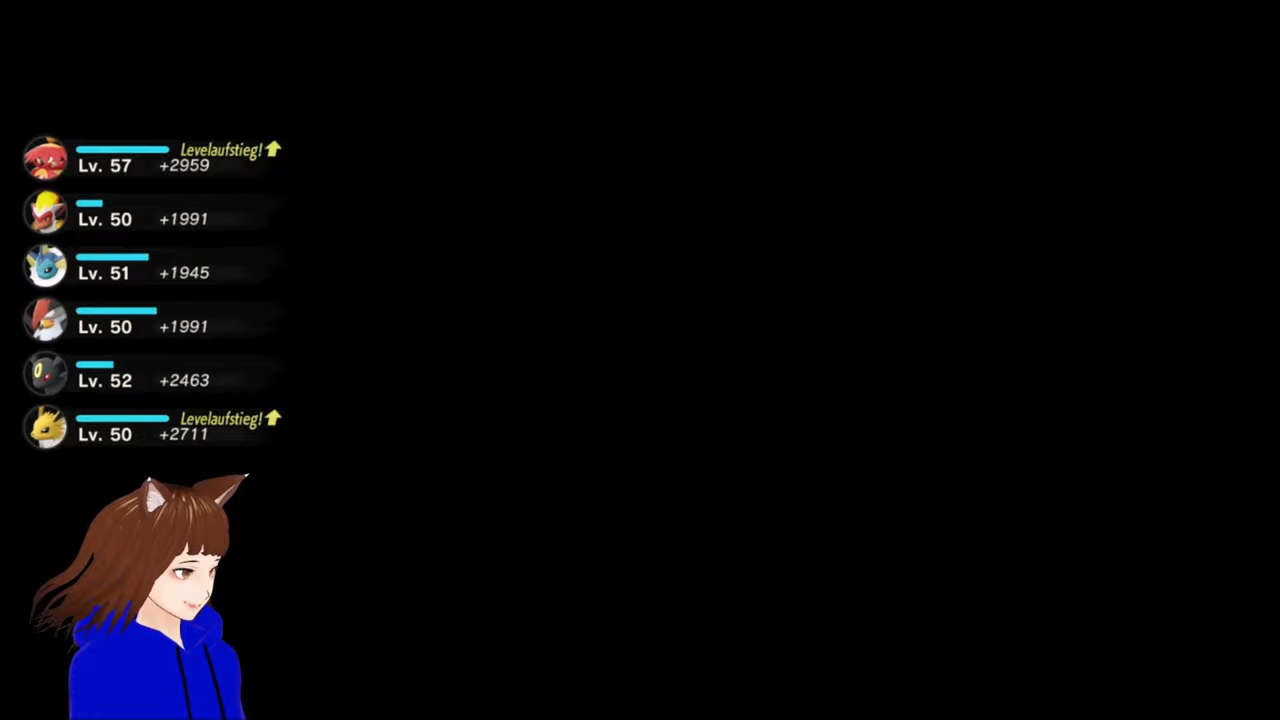 Levelaufstieg!
Lv. 57 +2959
Lv. 50 +1991
Lv. 51 +1945
Lv. 50 +1991
Lv. 52 +2463
Levelaufstieg!
Lv. 50 +2711